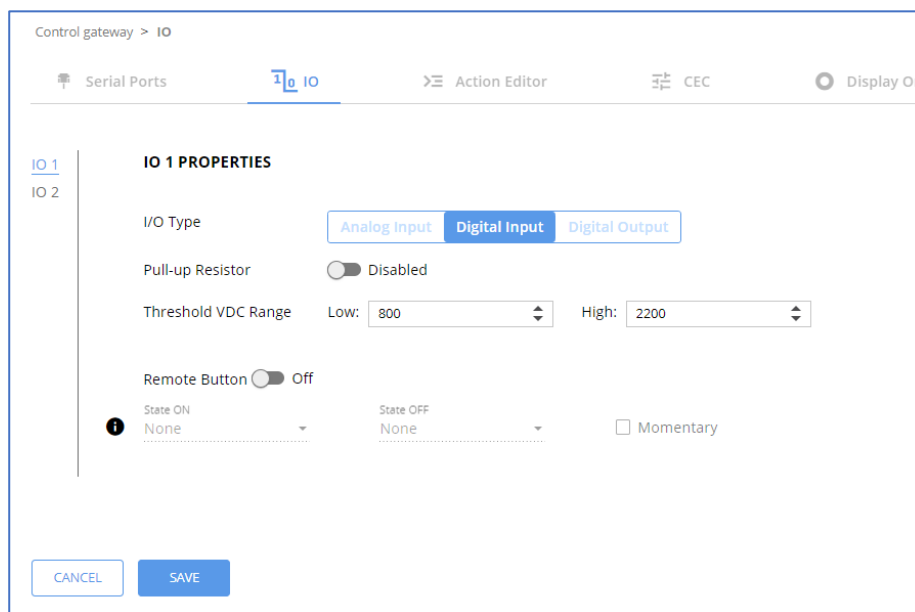 Control gateway > IO
Serial Ports IO Action Editor CEC Display O
IO 1 IO 1 PROPERTIES
IO 2
I/O Type Analog Input Digital Input Digital Output
Pull-up Resistor Disabled
Threshold VDC Range Low: 800 High: 2200
Remote Button Off
State ON State OFF
None None Momentary
CANCEL SAVE